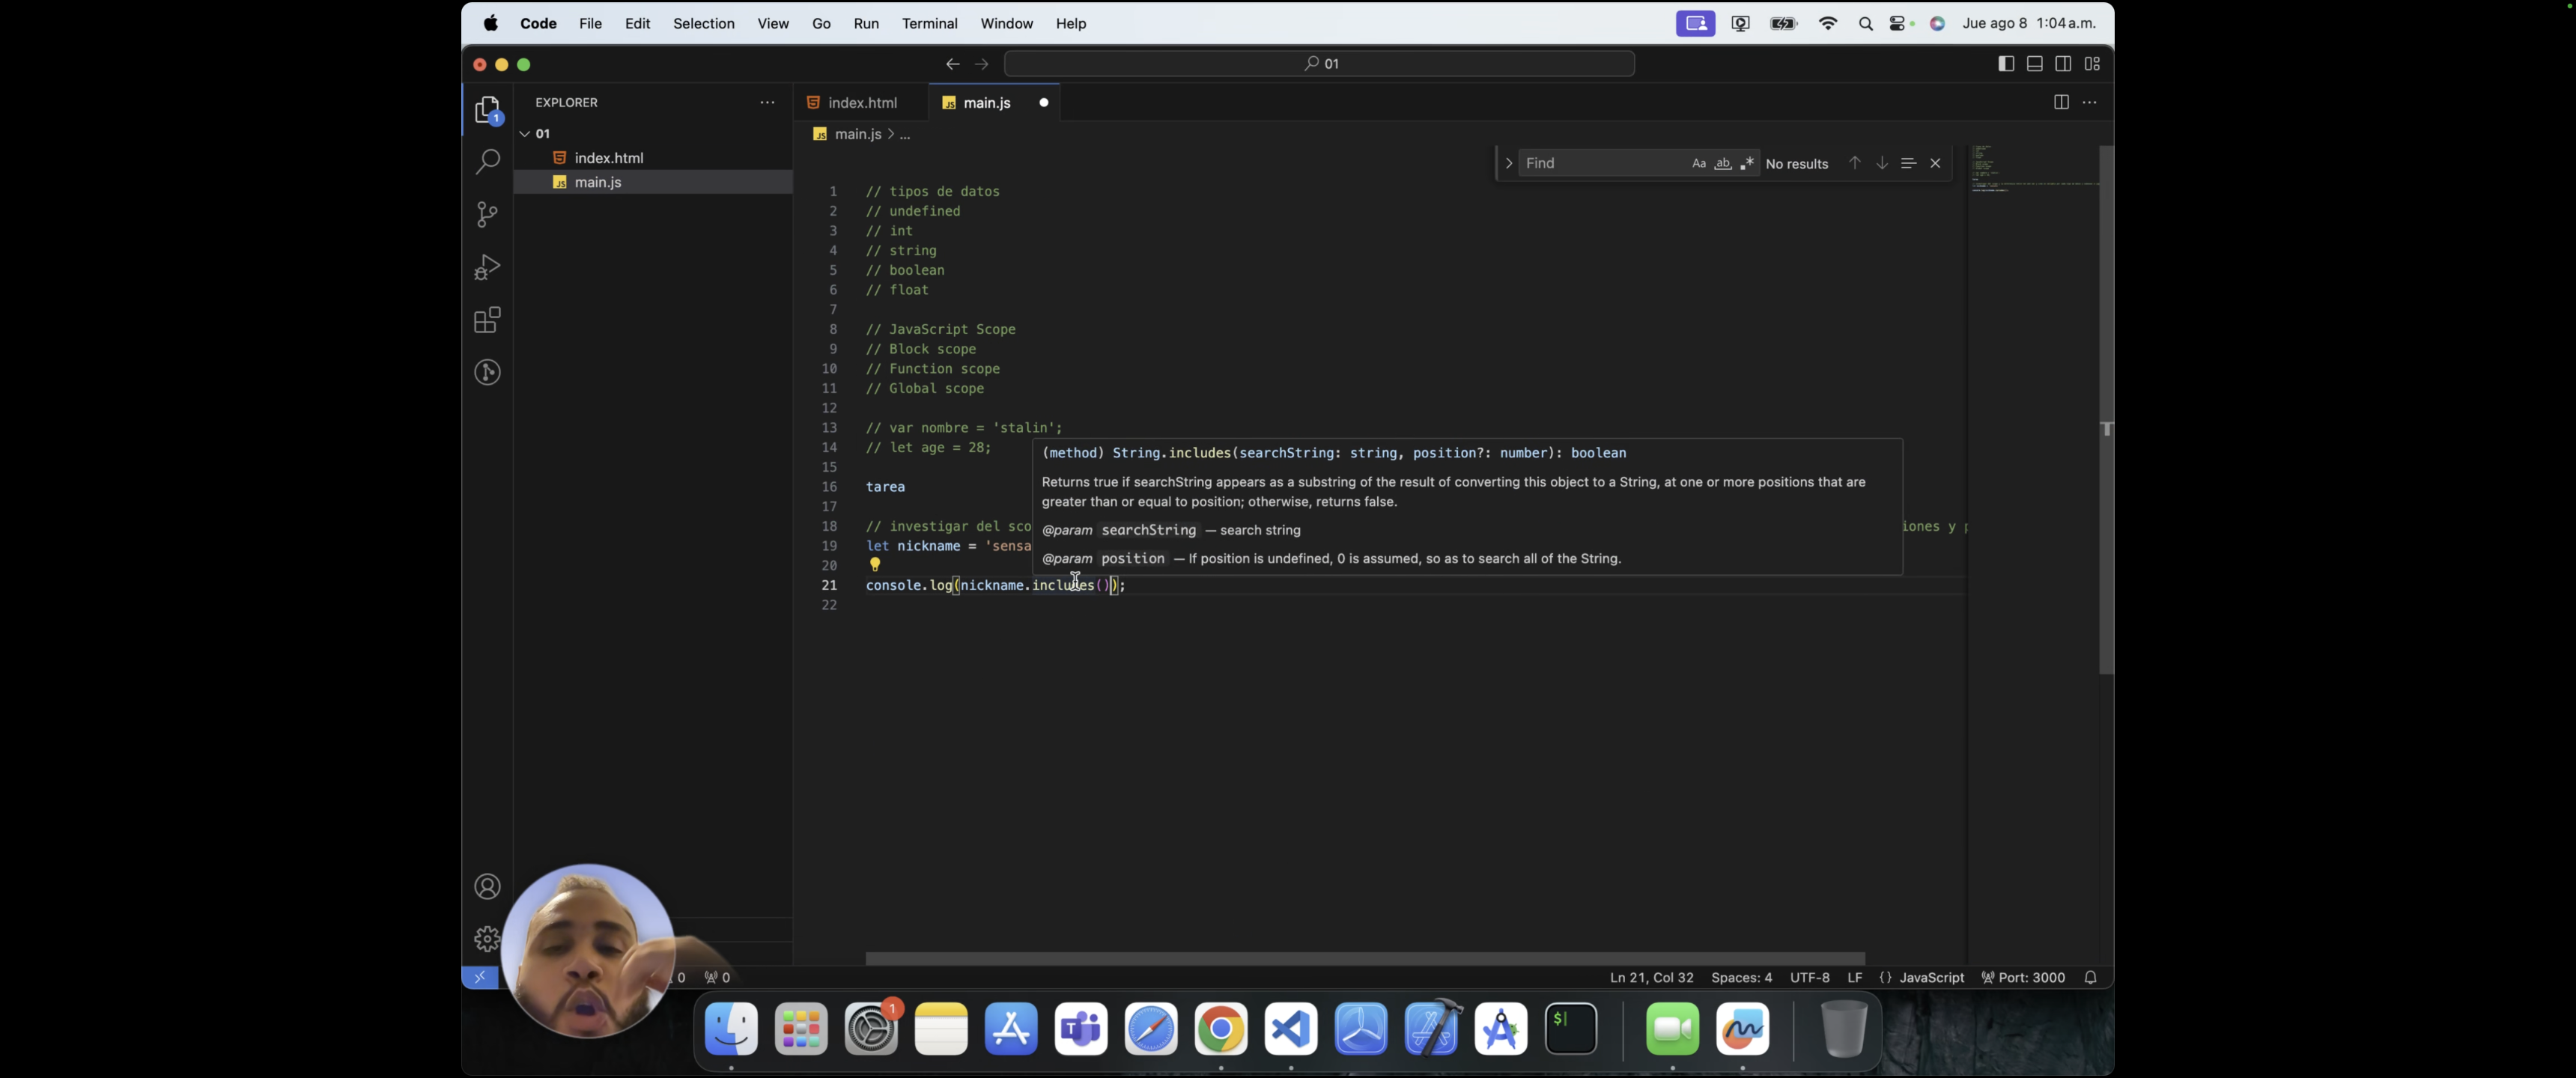 Code File Edit Selection View Go Run Terminal Window Help Jue ago 8 1:04 a.m.
01
EXPLORER
index.html
main.js
01
main.js > ...
index.html
main.js
Find Aa ab No results
1 // tipos de datos
2 // undefined
3 // int
4 // string
5 // boolean
6 // float
7
8 // JavaScript Scope
9 // Block scope
10 // Function scope
11 // Global scope
12
13 // var nombre = 'stalin';
14 // let age = 28;
(method) String.includes(searchString: string, position?: number): boolean
15
Returns true if searchString appears as a substring of the result of converting this object to a String, at one or more positions that are
16 tarea
greater than or equal to position; otherwise, returns false.
17
18 // investigar del sco iones y p
@param searchString — search string
19 let nickname = 'sensa
20
@param position — If position is undefined, 0 is assumed, so as to search all of the String.
21 console.log(nickname.includes());
22
0 0 Ln 21, Col 32 Spaces: 4 UTF-8 LF {} JavaScript Port: 3000
1
1
$